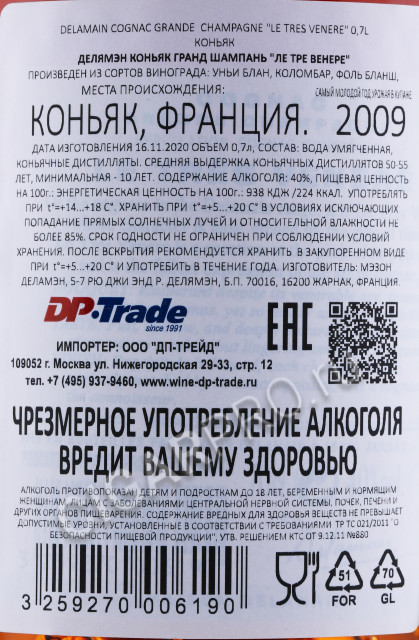 DELAMAIN COGNAC GRANDE CHAMPAGNE "LE TRES VENERE" 0,7L
КОНЬЯК
ДЕЛЯМЭН КОНЬЯК ГРАНД ШАМПАНЬ "ЛЕ ТРЕ ВЕНЕРЕ"
ПРОИЗВЕДЕН ИЗ СОРТОВ ВИНОГРАДА: УНЬИ БЛАН, КОЛОМБАР, ФОЛЬ БЛАНШ,
МЕСТА ПРОИСХОЖДЕНИЯ: САМЫЙ МОЛОДОЙ ГОД УРОЖАЯ В КУПАЖЕ:
КОНЬЯК, ФРАНЦИЯ. 2009
ДАТА ИЗГОТОВЛЕНИЯ 16.11.2020 ОБЪЕМ 0,7л, СОСТАВ: ВОДА УМЯГЧЕННАЯ,
КОНЬЯЧНЫЕ ДИСТИЛЛЯТЫ. СРЕДНЯЯ ВЫДЕРЖКА КОНЬЯЧНЫХ ДИСТИЛЛЯТОВ 50-55
ЛЕТ, МИНИМАЛЬНАЯ - 10 ЛЕТ. СОДЕРЖАНИЕ АЛКОГОЛЯ: 40%, ПИЩЕВАЯ ЦЕННОСТЬ
НА 100г.: ЭНЕРГЕТИЧЕСКАЯ ЦЕННОСТЬ НА 100г.: 938 КДЖ /224 ККАЛ. УПОТРЕБЛЯТЬ
ПРИ t°=+14...+18 С°. ХРАНИТЬ ПРИ t°=+5...+20 С° В УСЛОВИЯХ ИСКЛЮЧАЮЩИХ
ПОПАДАНИЕ ПРЯМЫХ СОЛНЕЧНЫХ ЛУЧЕЙ И ОТНОСИТЕЛЬНОЙ ВЛАЖНОСТИ НЕ
БОЛЕЕ 85%. СРОК ГОДНОСТИ НЕ ОГРАНИЧЕН ПРИ СОБЛЮДЕНИИ УСЛОВИЙ
ХРАНЕНИЯ. ПОСЛЕ ВСКРЫТИЯ РЕКОМЕНДУЕТСЯ ХРАНИТЬ В ЗАКУПОРЕННОМ ВИДЕ
ПРИ t°=+5...+20 С° И УПОТРЕБИТЬ В ТЕЧЕНИЕ ГОДА. ИЗГОТОВИТЕЛЬ: МЭЗОН
ДЕЛАМЭН, 5-7 РЮ ДЖИ ЭНД Р. ДЕЛЯМЭН, Б.П. 70016, 16200 ЖАРНАК, ФРАНЦИЯ.
DP·Trade
since 1991
EAC
ИМПОРТЕР: ООО "ДП-ТРЕЙД"
109052 г. Москва ул. Нижегородская 29-33, стр. 12
тел. +7 (495) 937-9460, www.wine-dp-trade.ru
ЧРЕЗМЕРНОЕ УПОТРЕБЛЕНИЕ АЛКОГОЛЯ
ВРЕДИТ ВАШЕМУ ЗДОРОВЬЮ
АЛКОГОЛЬ ПРОТИВОПОКАЗАН ДЕТЯМ И ПОДРОСТКАМ ДО 18 ЛЕТ, БЕРЕМЕННЫМ И КОРМЯЩИМ
ЖЕНЩИНАМ, ЛИЦАМ С ЗАБОЛЕВАНИЯМИ ЦЕНТРАЛЬНОЙ НЕРВНОЙ СИСТЕМЫ, ПОЧЕК, ПЕЧЕНИ И
ДРУГИХ ОРГАНОВ ПИЩЕВАРЕНИЯ. СОДЕРЖАНИЕ ВРЕДНЫХ ДЛЯ ЗДОРОВЬЯ ВЕЩЕСТВ НЕ ПРЕВЫШАЕТ
ДОПУСТИМЫЕ УРОВНИ, УСТАНОВЛЕННЫЕ В СООТВЕТСТВИИ С ТРЕБОВАНИЯМИ ТР ТС 021/2011 "О
БЕЗОПАСНОСТИ ПИЩЕВОЙ ПРОДУКЦИИ", УТВ. РЕШЕНИЕМ КТС ОТ 9.12.11 №880
3 259270 006190
51
FOR
70
GL